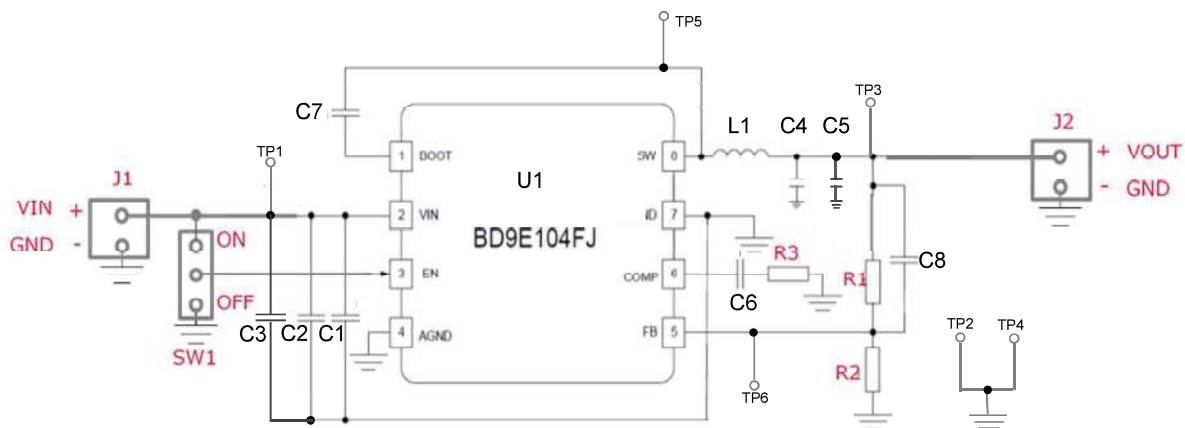 TP5
C7
TP3
L1 C4 C5
J2
1 BOOT
SW 8
+ VOUT
- GND
TP1
U1
J1
VIN +
GND -
2 VIN
7
ON
BD9E104FJ
3 EN
COMP 6
R3
C6
R1
C8
OFF
C3 C2 C1
4 AGND
FB 5
TP2 TP4
SW1
R2
TP6